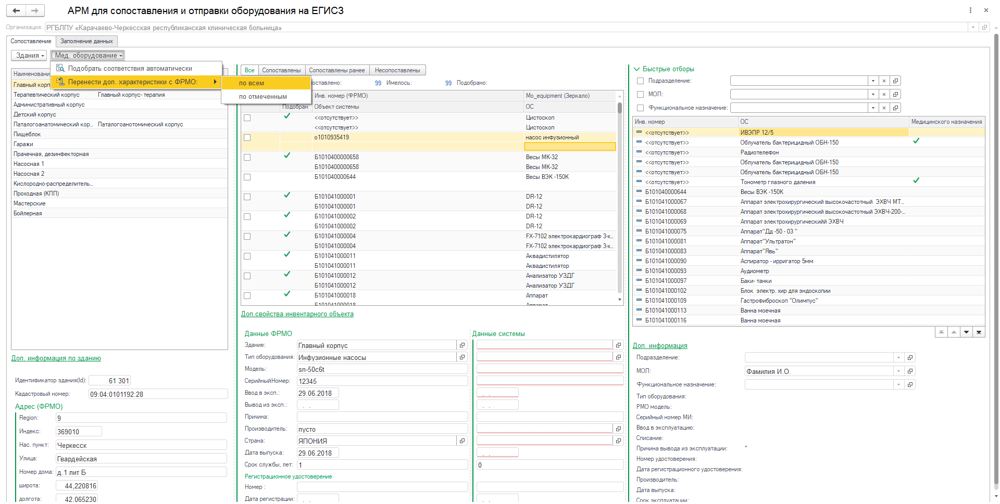 АРМ для сопоставления и отправки оборудования на ЕГИСЗ
Организация: РГБЛПУ «Карачаево-Черкесская республиканская клиническая больница»
Сопоставление Заполнение данных
Здания Мед. оборудование
Подобрать соответствия автоматически
Перенести доп. характеристики с ФРМО:
по всем
по отмеченным
Наименовани
Главный корп
Терапевтический корпус Главный корпус- терапия
Административный корпус
Детский корпус
Паталогоанатомический кор... Паталогоанотомический корпус
Пищеблок
Гаражи
Прачечная, дезинфекторная
Насосная 1
Насосная 2
Кислородно-распределитель...
Проходная (КПП)
Мастерские
Бойлерная
Доп. информация по зданию
Идентификатор здания(Id): 61 301
Кадастровый номер: 09:04:0101192:28
Адрес (ФРМО)
Region: 9
Индекс: 369010
Нас. пункт: Черкесск
Улица: Гвардейская
Номер дома: д.1 лит Б
широта: 44,220816
долгота: 42,065230
Все Сопоставлены Сопоставлены ранее Несопоставлены
поставлено: 99 Имелось: 99 Подобрано:
Инв. номер (ФРМО) Mo_equipment (Зеркало)
Подобран Объект системы ОС
<<отсутствует>> Цистоскоп
<<отсутствует>> Цистоскоп
о1010935419 насос инфузионный
Б1010400000658 Весы МК-32
Б1010400000658 Весы МК-32
Б101040000644 Весы ВЭК -150К
Б101041000001 DR-12
Б101041000001 DR-12
Б101041000002 DR-12
Б101041000002 DR-12
Б101041000004 FX-7102 электрокардиограф 3-х...
Б101041000004 FX-7102 электрокардиограф 3-х...
Б101041000011 Аквадистилятор
Б101041000011 Аквадистилятор
Б101041000012 Анализатор УЗДГ
Б101041000012 Анализатор УЗДГ
Б101041000018 Аппарат
Б101041000018 Аппарат
Доп.свойства инвентарного объекта
Данные ФРМО Данные системы
Здание: Главный корпус
Тип оборудования: Инфузионные насосы
Модель: sn-50c6t
СерийныйНомер: 12345
Ввод в эксп.: 29.06.2018 . .
Вывод из эксп.: . . . .
Причина:
Производитель: пусто
Страна: ЯПОНИЯ
Дата выпуска: 29.06.2018 . .
Срок службы, лет: 1 0
Регистрационное удостоверение
Номер :
Дата регистрации: . . . .
Быстрые отборы
Подразделение:
МОЛ:
Функциональное назначение:
Инв. номер ОС Медицинского назначения
<<отсутствует>> ИВЭПР 12/5
<<отсутствует>> Облучатель бактерицидный ОБН-150
<<отсутствует>> Радиотелефон
<<отсутствует>> Облучатель бактерицидный ОБН-150
<<отсутствует>> Облучатель бактерицидный ОБН-150
<<отсутствует>> Тонометр глазного даления
Б101040000644 Весы ВЭК -150К
Б101041000067 Аппарат электрохирургический высокочастотный ЭХВЧ МТ...
Б101041000068 Аппарат электрохирургический высокочастотный ЭХВЧ-200-...
Б101041000069 Аппарат электрохирургическийй ЭХВЧ
Б101041000075 Аппарат"Дд -50 - 03 "
Б101041000081 Аппарат"Ультратон"
Б101041000083 Аппарат"Явь"
Б101041000090 Аспиратор - ирригатор 5мм
Б101041000093 Аудиометр
Б101041000097 Баки- танки
Б101041000102 Блок электр. хир для эндоскопии
Б101041000109 Гастрофиброскоп "Олимпус"
Б101041000113 Ванна моечная
Б101041000116 Ванна моечная
Доп. информация
Подразделение:
МОЛ: Фамилия И.О.
Функциональное назначение:
Тип оборудования:
РМО модель:
Серийный номер МИ:
Ввод в эксплуатацию:
Списание:
Причина вывода из эксплуатации: "
Номер удостоверения:
Дата регистрационного удостоверения:
Производитель:
Дата выпуска:
Срок эксплуатации: